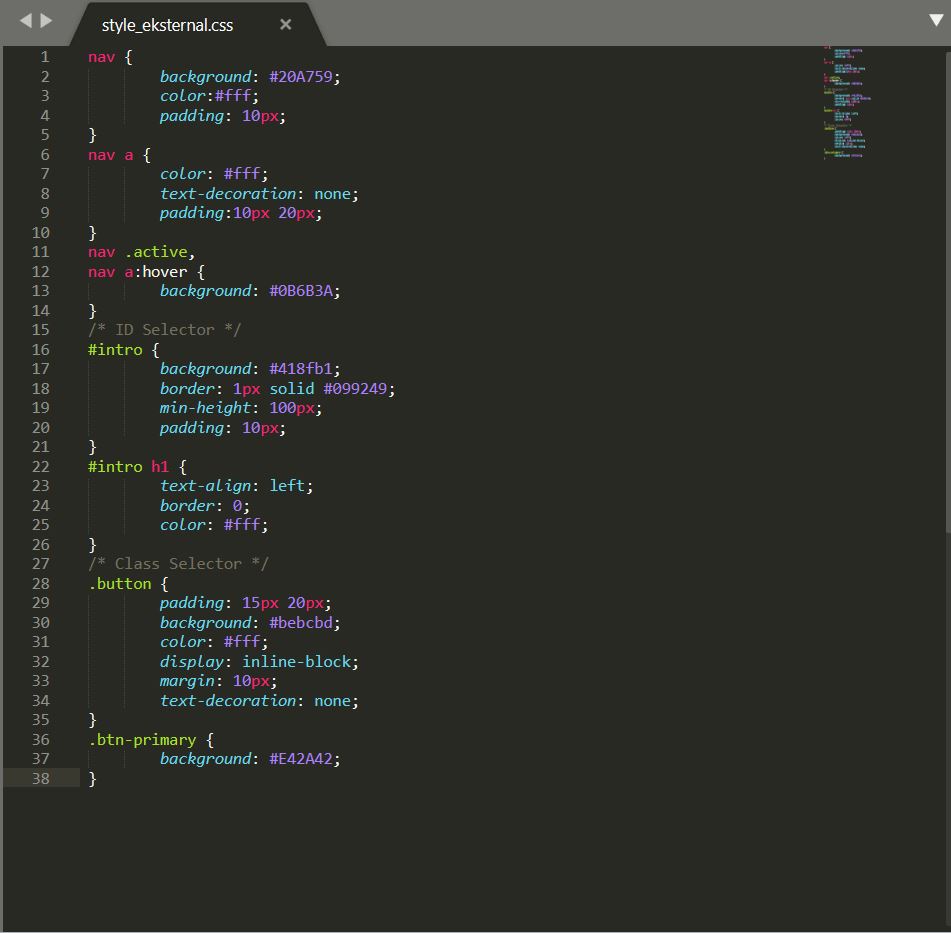 style_eksternal.css ×
1 nav {
2 background: #20A759;
3 color:#fff;
4 padding: 10px;
5 }
6 nav a {
7 color: #fff;
8 text-decoration: none;
9 padding:10px 20px;
10 }
11 nav .active,
12 nav a:hover {
13 background: #0B6B3A;
14 }
15 /* ID Selector */
16 #intro {
17 background: #418fb1;
18 border: 1px solid #099249;
19 min-height: 100px;
20 padding: 10px;
21 }
22 #intro h1 {
23 text-align: left;
24 border: 0;
25 color: #fff;
26 }
27 /* Class Selector */
28 .button {
29 padding: 15px 20px;
30 background: #bebcbd;
31 color: #fff;
32 display: inline-block;
33 margin: 10px;
34 text-decoration: none;
35 }
36 .btn-primary {
37 background: #E42A42;
38 }